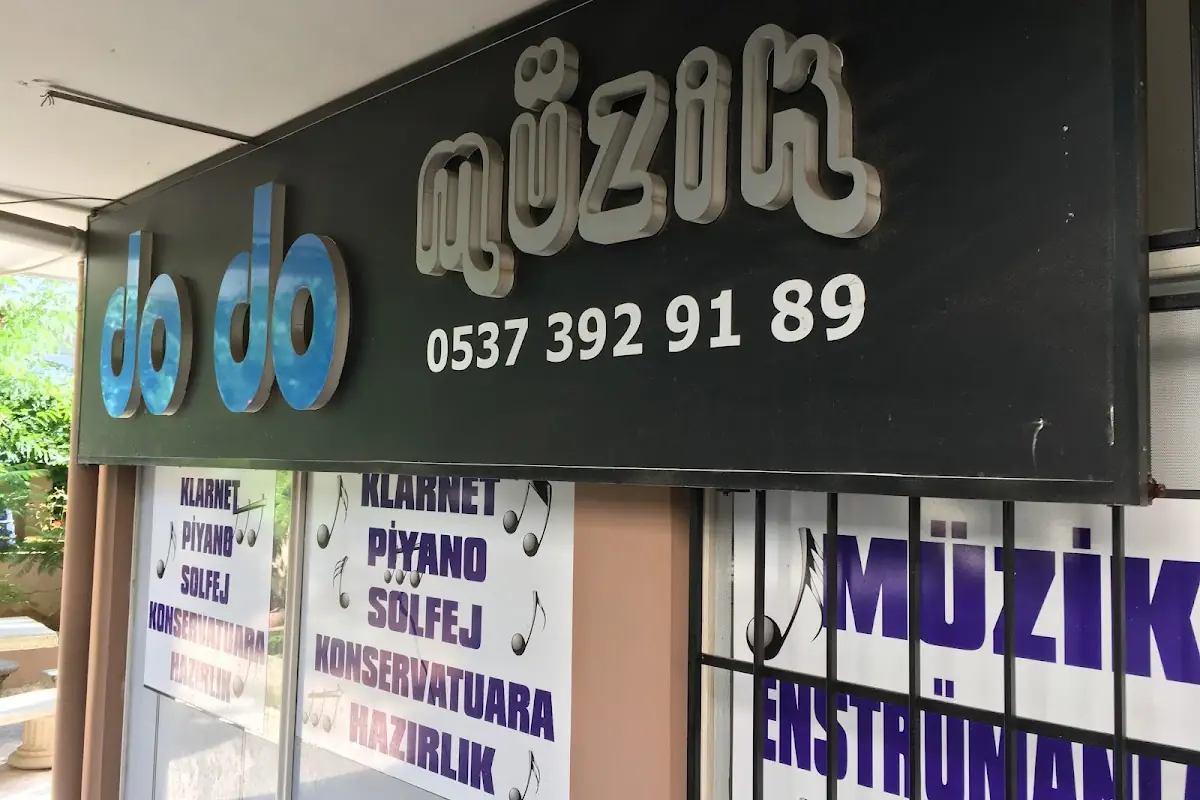 do do müzik
0537 392 91 89
KLARNET
PİYANO
SOLFEJ
KONSERVATUARA
HAZIRLIK
KLARNET
PİYANO
SOLFEJ
KONSERVATUARA
HAZIRLIK
MÜZİK